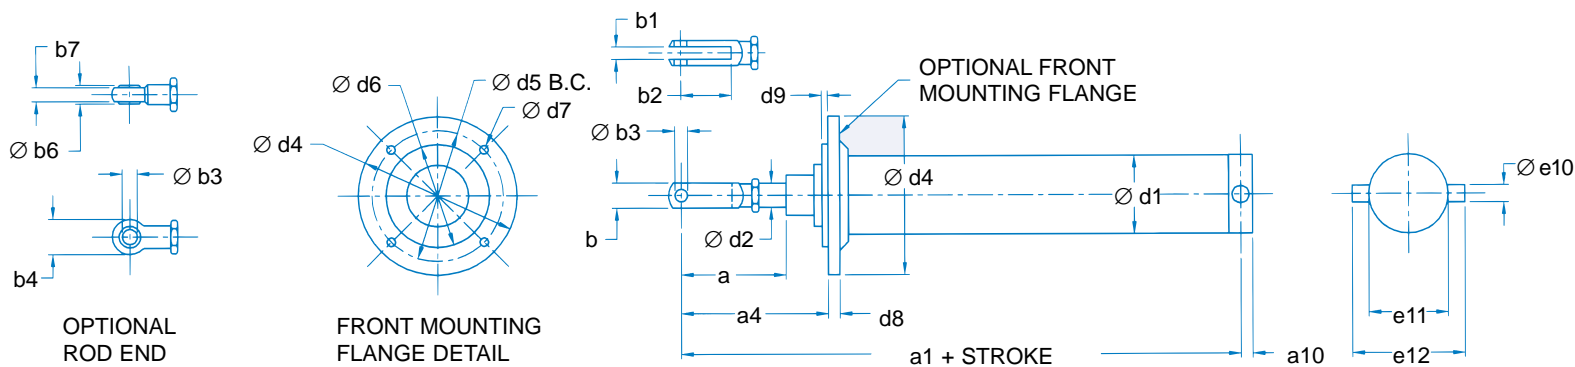 b7
Ø b6
Ø b3
b4
OPTIONAL
ROD END
Ø d6
Ø d5 B.C.
Ø d7
Ø d4
FRONT MOUNTING
FLANGE DETAIL
b1
b2
d9
OPTIONAL FRONT
MOUNTING FLANGE
Ø b3
b
Ø d2
Ø d4
Ø d1
a
a4
d8
a1 + STROKE
a10
Ø e10
e11
e12